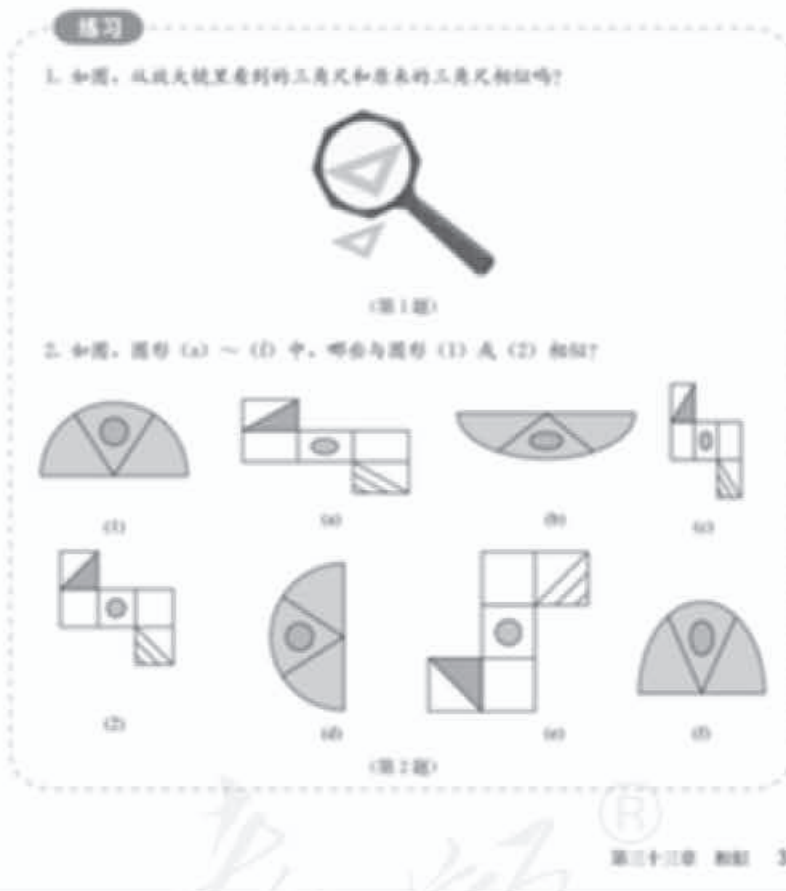 练习
1. 如图，从放大镜里看到的三角尺和原来的三角尺相似吗？
（第1题）
2. 如图，图形（a）～（f）中，哪些与图形（1）或（2）相似？
(1)
(a)
(b)
(c)
(2)
(d)
(e)
(f)
（第2题）
R
第三十三章 相似 3